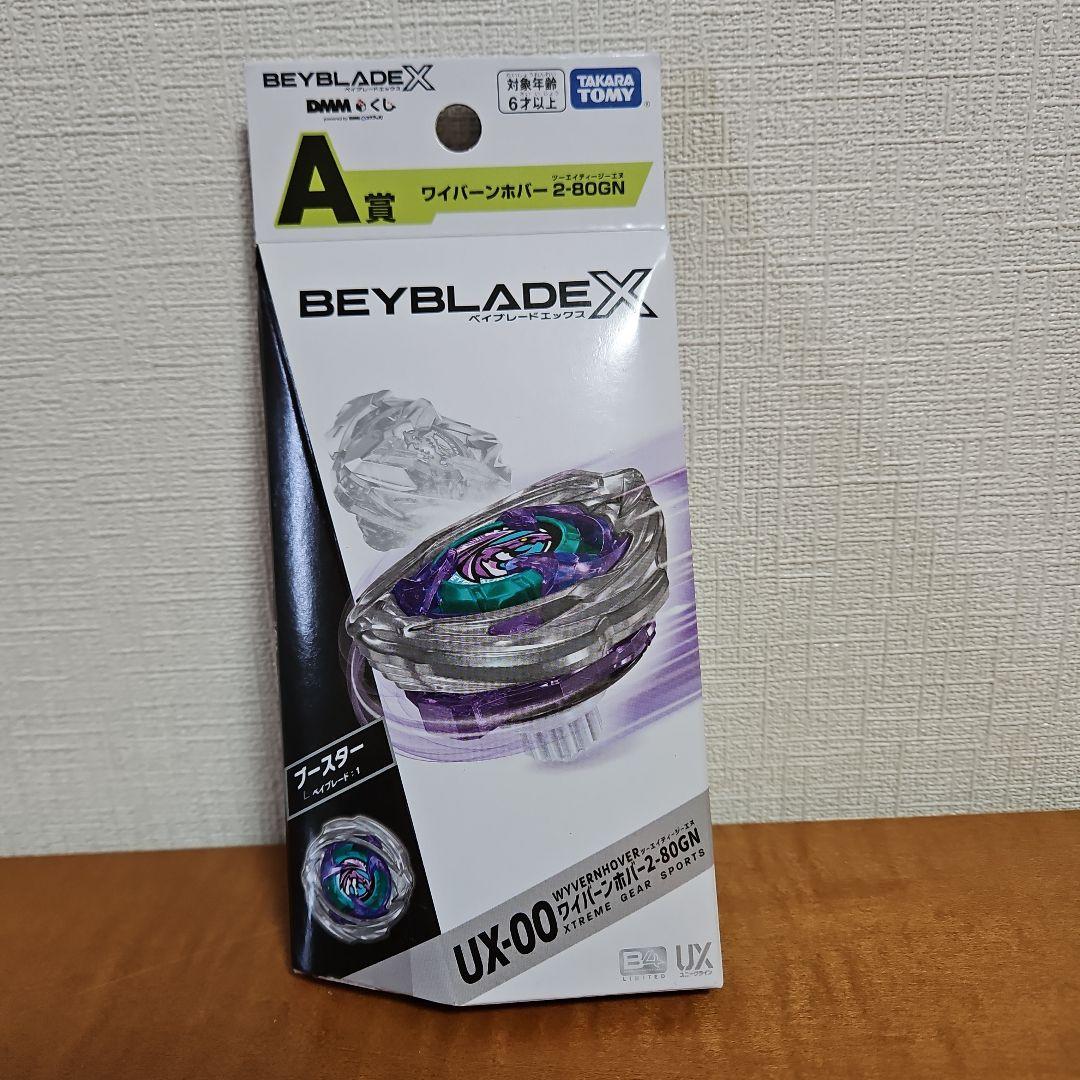 BEYBLADE X
ベイブレードエックス
DMMくじ
対象年齢
6才以上
TAKARA TOMY
A賞
ツーエイティージーエヌ
ワイバーンホバー 2-80GN
BEYBLADE X
ベイブレードエックス
ブースター
ベイブレード:1
UX-00
WYVERNHOVER ツーエイティージーエヌ
ワイバーンホバー2-80GN
XTREME GEAR SPORTS
B4
LIMITED
UX
ユニークライン